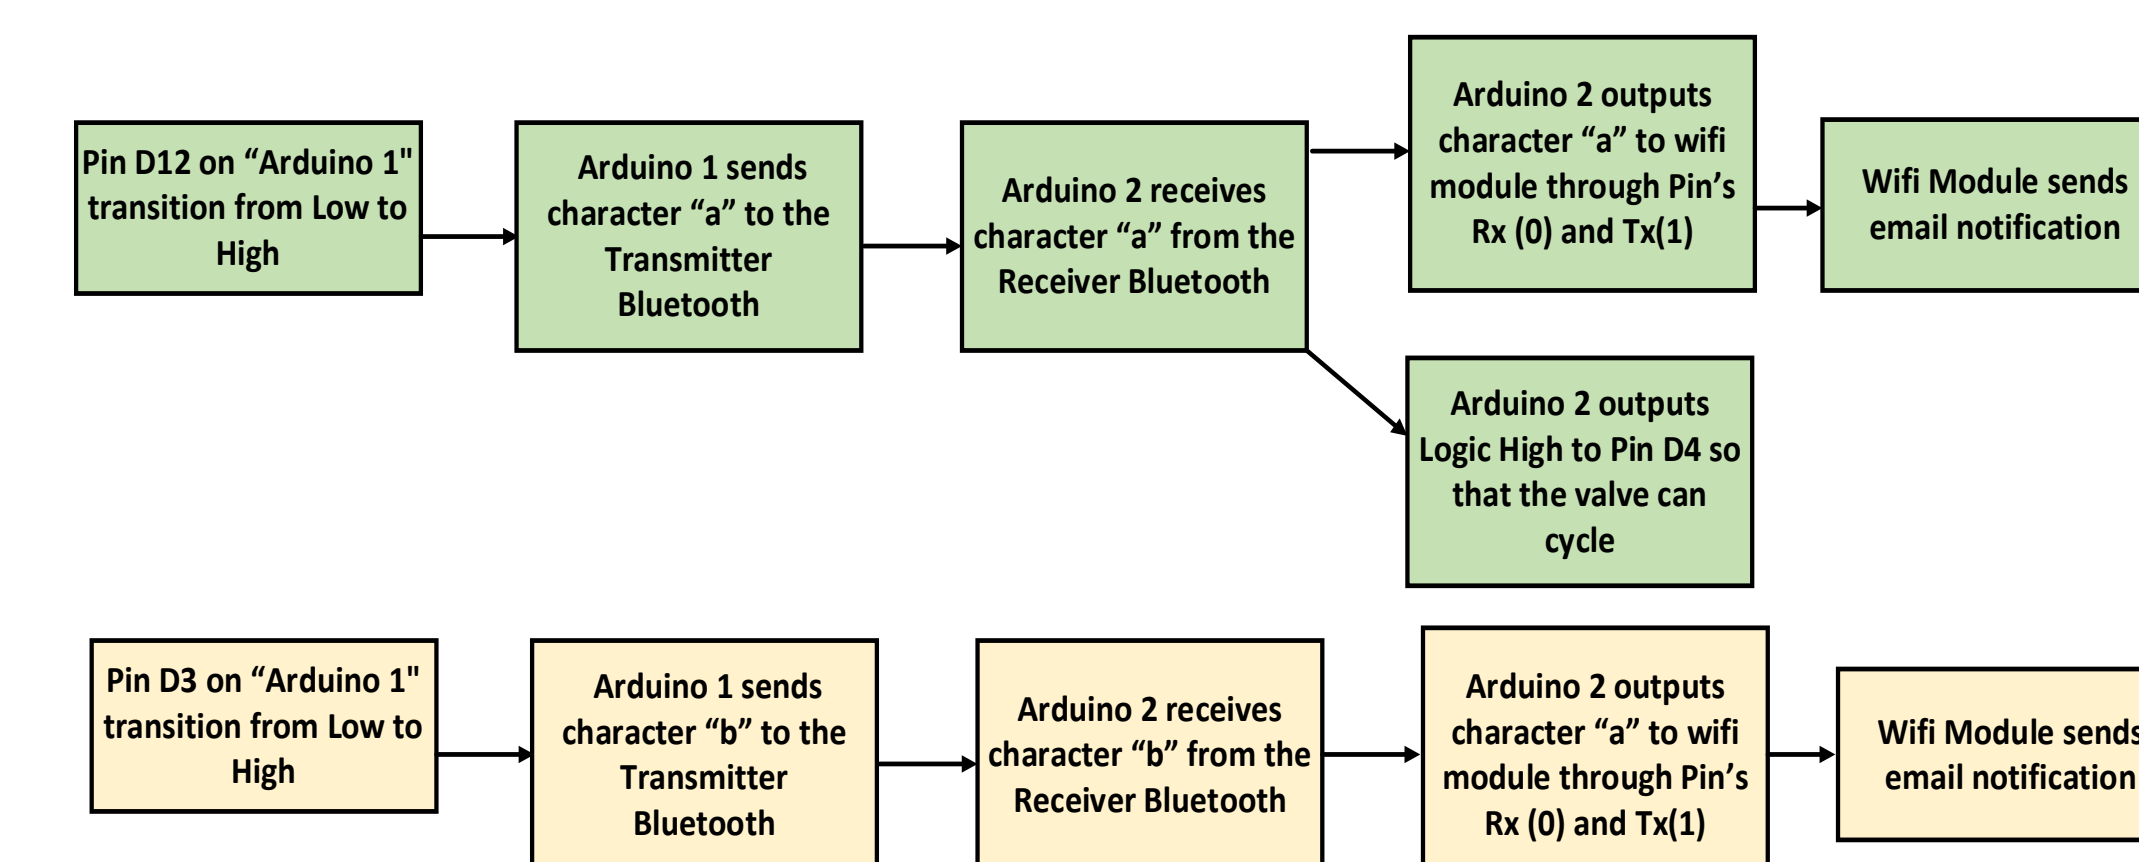 Pin D12 on “Arduino 1"
transition from Low to
High
Arduino 1 sends
character “a” to the
Transmitter
Bluetooth
Arduino 2 receives
character “a” from the
Receiver Bluetooth
Arduino 2 outputs
character “a” to wifi
module through Pin’s
Rx (0) and Tx(1)
Wifi Module sends
email notification
Arduino 2 outputs
Logic High to Pin D4 so
that the valve can
cycle
Pin D3 on “Arduino 1"
transition from Low to
High
Arduino 1 sends
character “b” to the
Transmitter
Bluetooth
Arduino 2 receives
character “b” from the
Receiver Bluetooth
Arduino 2 outputs
character “a” to wifi
module through Pin’s
Rx (0) and Tx(1)
Wifi Module sends
email notification